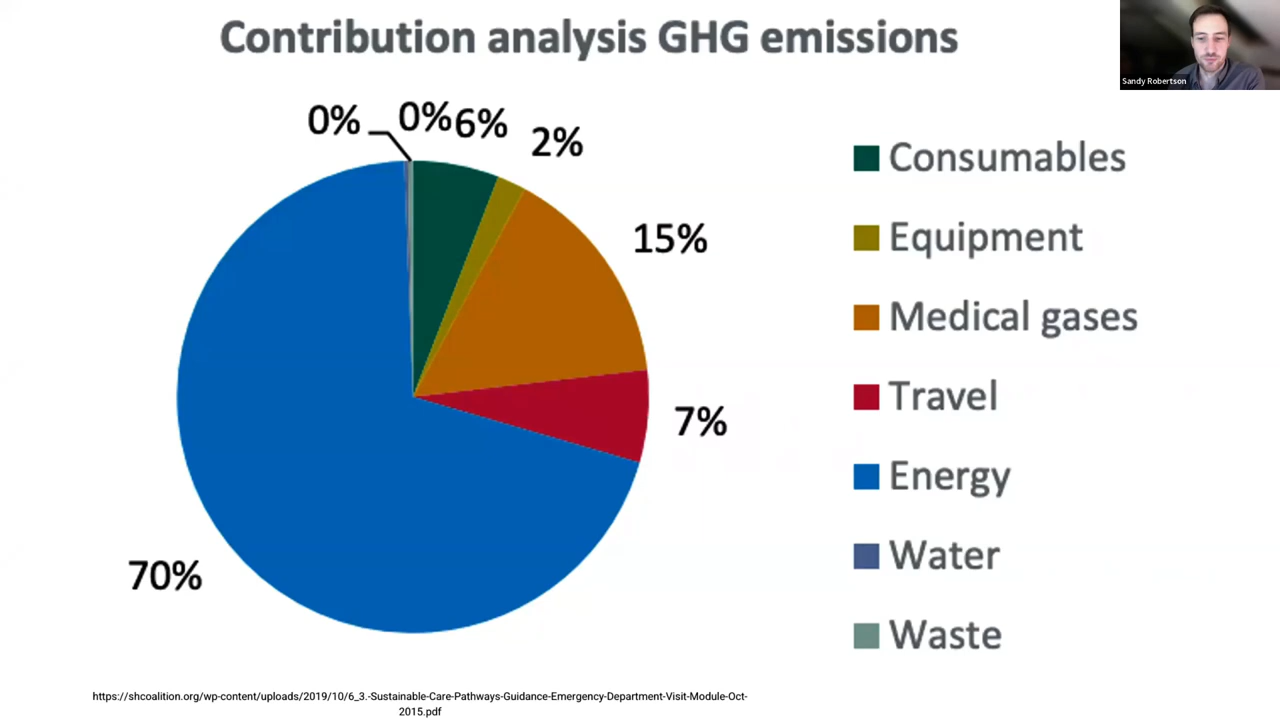 Contribution analysis GHG emissions
Sandy Robertson
0%
0%
6%
2%
15%
7%
70%
Consumables
Equipment
Medical gases
Travel
Energy
Water
Waste
https://shcoalition.org/wp-content/uploads/2019/10/6_3.-Sustainable-Care-Pathways-Guidance-Emergency-Department-Visit-Module-Oct-
2015.pdf